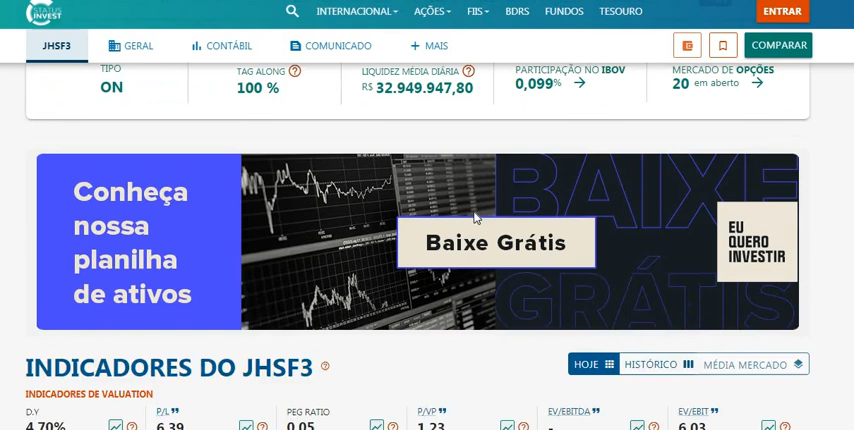 STATUS
INVEST
INTERNACIONAL
AÇÕES
FIIS
BDRS
FUNDOS
TESOURO
ENTRAR
JHSF3
GERAL
CONTÁBIL
COMUNICADO
+ MAIS
COMPARAR
TIPO
ON
TAG ALONG
100 %
LIQUIDEZ MÉDIA DIÁRIA
R$ 32.949.947,80
PARTICIPAÇÃO NO IBOV
0,099%
MERCADO DE OPÇÕES
20 em aberto
Conheça
nossa
planilha
de ativos
BAIXE
GRÁTIS
Baixe Grátis
EU
QUERO
INVESTIR
INDICADORES DO JHSF3
HOJE
HISTÓRICO
MÉDIA MERCADO
INDICADORES DE VALUATION
D.Y
4,70%
P/L
6,39
PEG RATIO
0,05
P/VP
1,23
EV/EBITDA
-
EV/EBIT
6,03